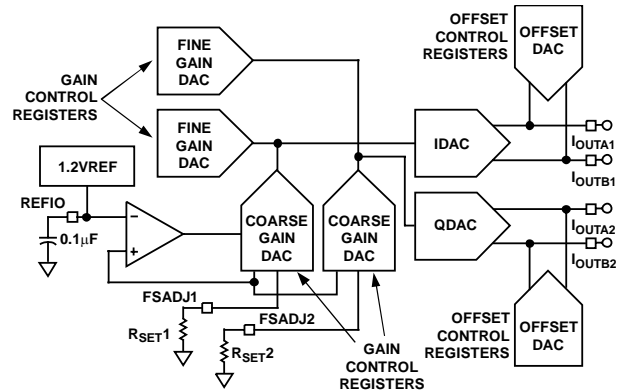 OFFSET
CONTROL
REGISTERS
OFFSET
DAC
FINE
GAIN
DAC
GAIN
CONTROL
REGISTERS
FINE
GAIN
DAC
IDAC
IOUTA1
IOUTB1
1.2VREF
REFIO
0.1µF
–
+
COARSE
GAIN
DAC
COARSE
GAIN
DAC
QDAC
IOUTA2
IOUTB2
FSADJ1
RSET1
FSADJ2
RSET2
GAIN
CONTROL
REGISTERS
OFFSET
CONTROL
REGISTERS
OFFSET
DAC